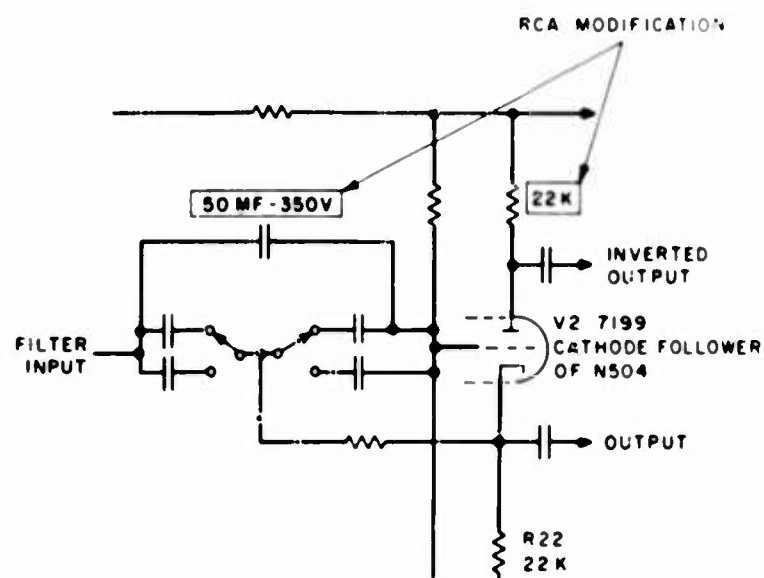 RCA MODIFICATION
50 MF - 350V
22K
INVERTED
OUTPUT
V2 7199
CATHODE FOLLOWER
OF N504
FILTER
INPUT
OUTPUT
R22
22K